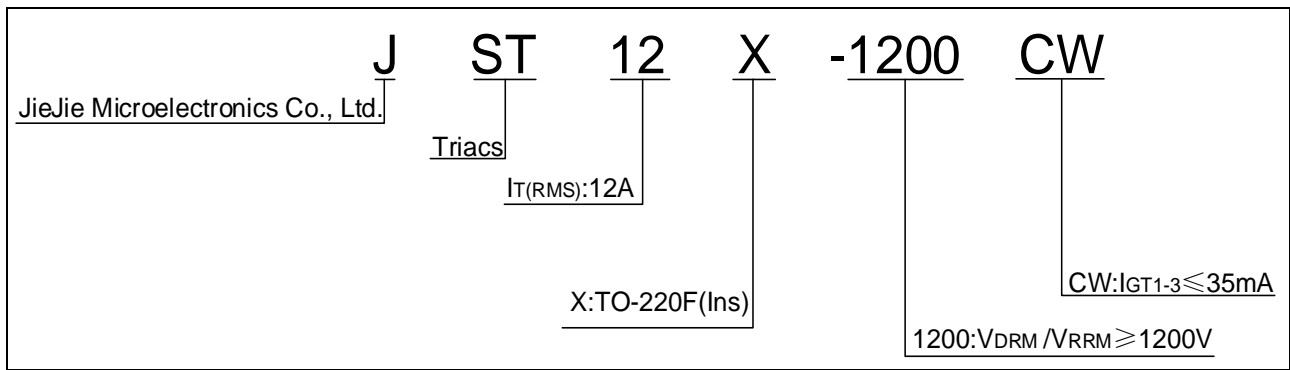 J ST 12 X -1200 CW
JieJie Microelectronics Co., Ltd.
Triacs
IT(RMS):12A
X:TO-220F(Ins)
CW:IGT1-3≤35mA
1200:VDRM /VRRM≥1200V